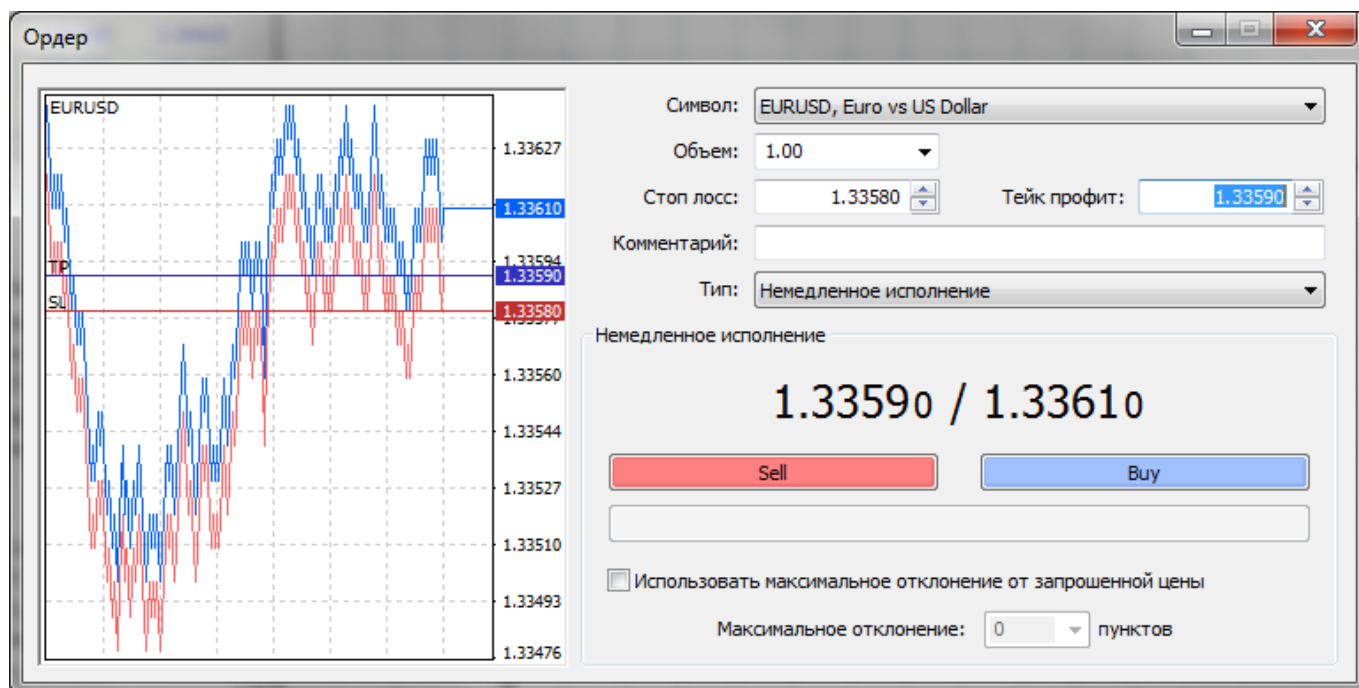 Ордер
EURUSD
TP
SL
1.33627
1.33610
1.33594
1.33590
1.33580
1.33577
1.33560
1.33544
1.33527
1.33510
1.33493
1.33476
Символ: EURUSD, Euro vs US Dollar
Объем: 1.00
Стоп лосс: 1.33580 Тейк профит: 1.33590
Комментарий:
Тип: Немедленное исполнение
Немедленное исполнение
1.33590 / 1.33610
Sell Buy
Использовать максимальное отклонение от запрошенной цены
Максимальное отклонение: 0 пунктов